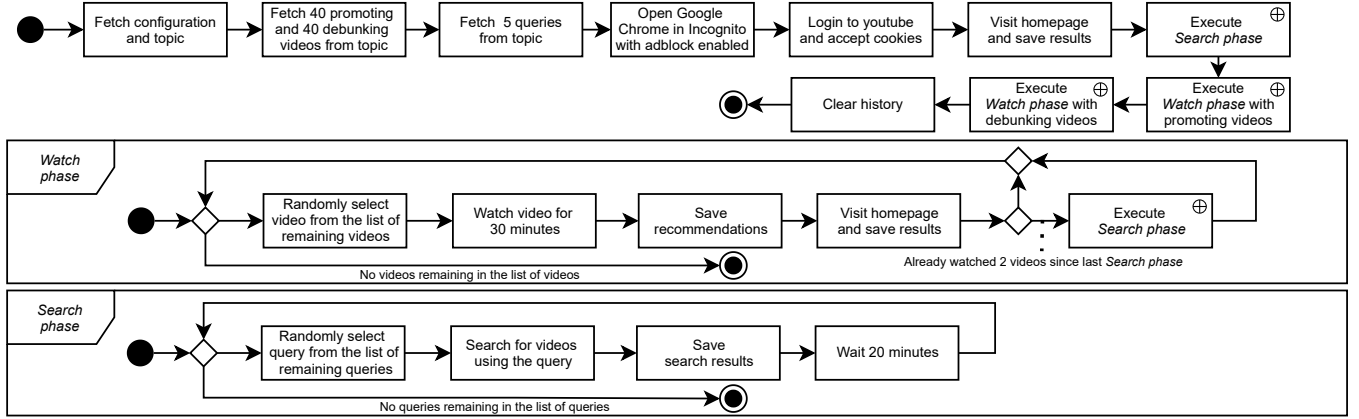 Fetch configuration
and topic
Fetch 40 promoting
and 40 debunking
videos from topic
Fetch 5 queries
from topic
Open Google
Chrome in Incognito
with adblock enabled
Login to youtube
and accept cookies
Visit homepage
and save results
Execute
Search phase
Execute
Watch phase with
promoting videos
Execute
Watch phase with
debunking videos
Clear history
Watch
phase
Randomly select
video from the list of
remaining videos
Watch video for
30 minutes
Save
recommendations
Visit homepage
and save results
Execute
Search phase
Already watched 2 videos since last Search phase
No videos remaining in the list of videos
Search
phase
Randomly select
query from the list of
remaining queries
Search for videos
using the query
Save
search results
Wait 20 minutes
No queries remaining in the list of queries